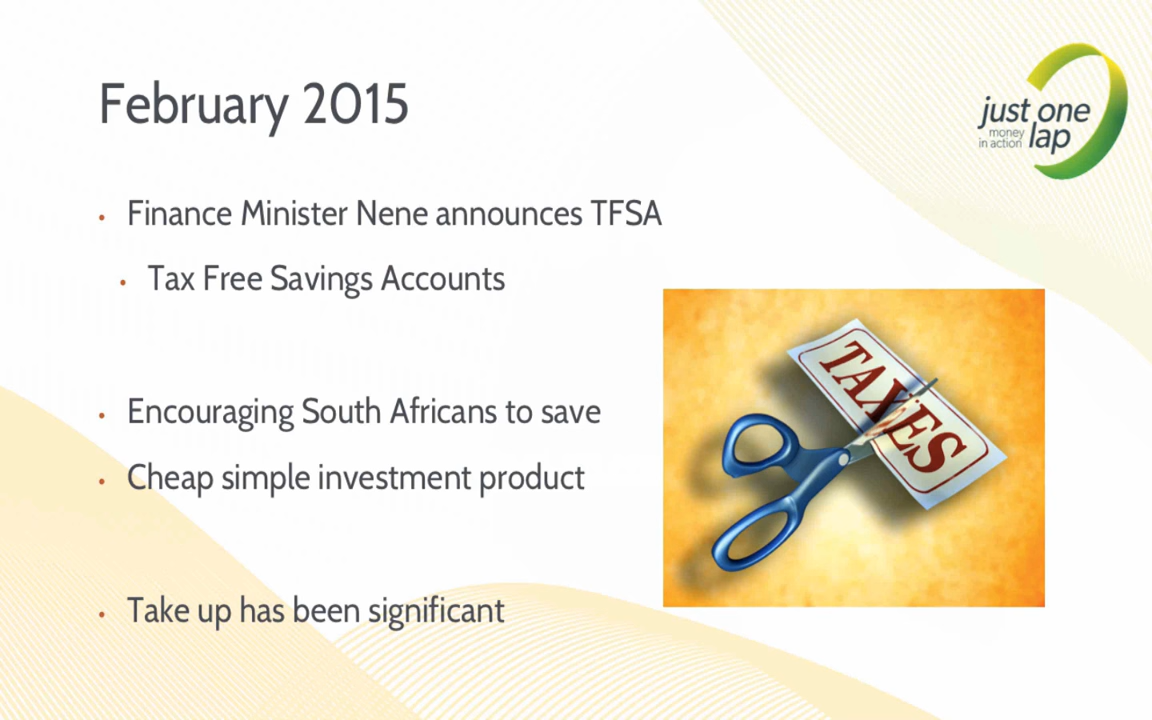 February 2015
just one
money
in action lap
• Finance Minister Nene announces TFSA
• Tax Free Savings Accounts
• Encouraging South Africans to save
• Cheap simple investment product
• Take up has been significant
TAXES